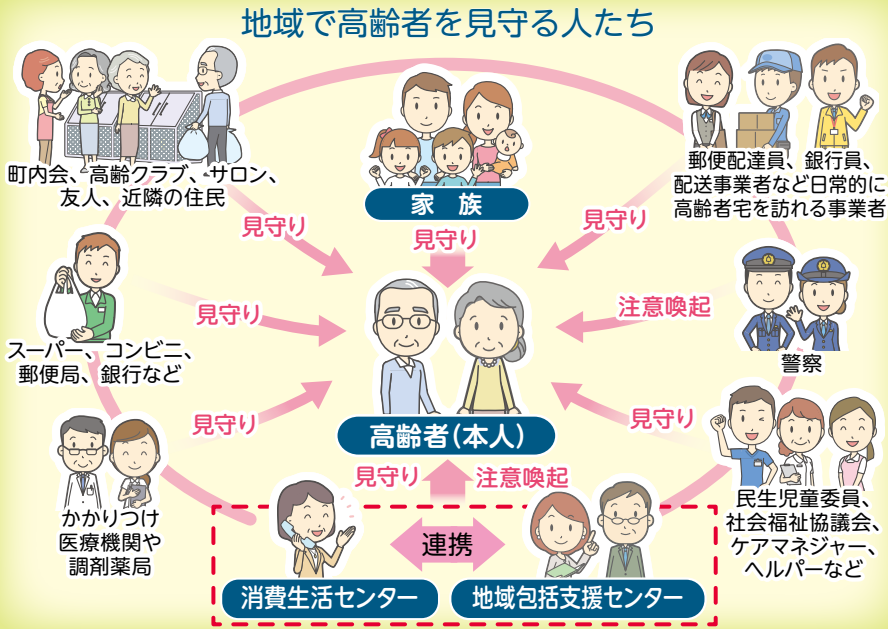 地域で高齢者を見守る人たち
町内会、高齢クラブ、サロン、
友人、近隣の住民
家　族
郵便配達員、銀行員、
配送事業者など日常的に
高齢者宅を訪れる事業者
見守り
見守り
見守り
スーパー、コンビニ、
郵便局、銀行など
見守り
注意喚起
警察
高齢者(本人)
見守り
見守り
かかりつけ
医療機関や
調剤薬局
見守り
注意喚起
民生児童委員、
社会福祉協議会、
ケアマネジャー、
ヘルパーなど
連携
消費生活センター
地域包括支援センター